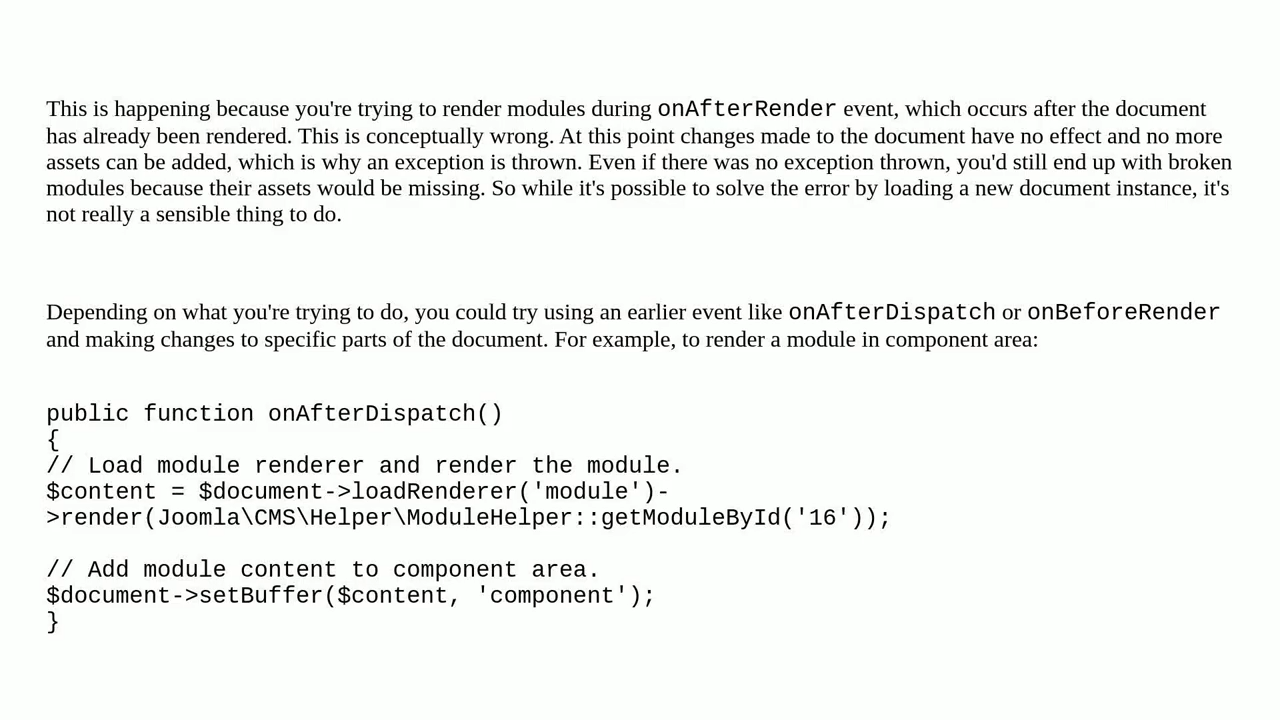 This is happening because you're trying to render modules during onAfterRender event, which occurs after the document
has already been rendered. This is conceptually wrong. At this point changes made to the document have no effect and no more
assets can be added, which is why an exception is thrown. Even if there was no exception thrown, you'd still end up with broken
modules because their assets would be missing. So while it's possible to solve the error by loading a new document instance, it's
not really a sensible thing to do.
Depending on what you're trying to do, you could try using an earlier event like onAfterDispatch or onBeforeRender
and making changes to specific parts of the document. For example, to render a module in component area:
public function onAfterDispatch()
{
// Load module renderer and render the module.
$content = $document->loadRenderer('module')-
>render(Joomla\CMS\Helper\ModuleHelper::getModuleById('16'));
// Add module content to component area.
$document->setBuffer($content, 'component');
}